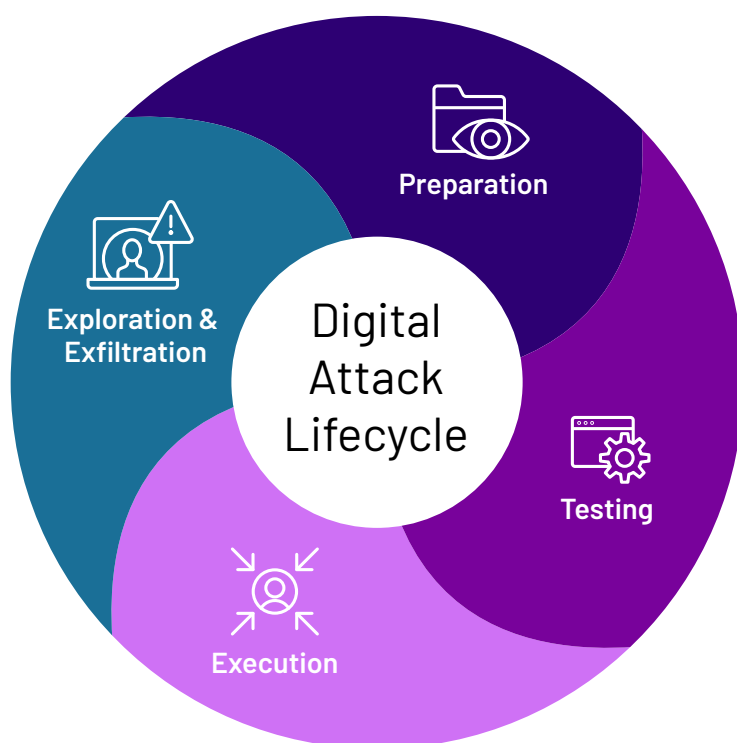 Preparation
Exploration &
Exfiltration
Digital
Attack
Lifecycle
Testing
Execution